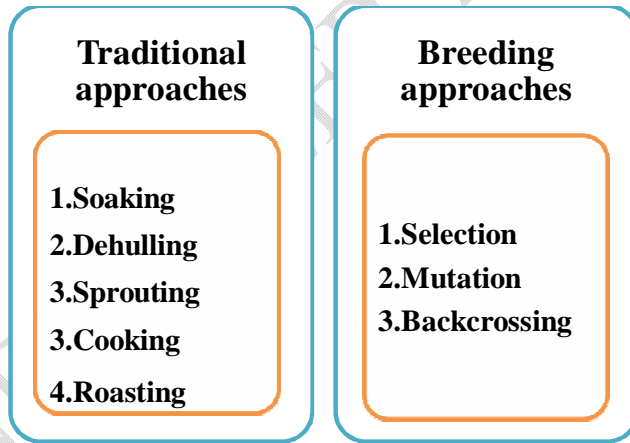 Traditional
approaches
1.Soaking
2.Dehulling
3.Sprouting
3.Cooking
4.Roasting
Breeding
approaches
1.Selection
2.Mutation
3.Backcrossing